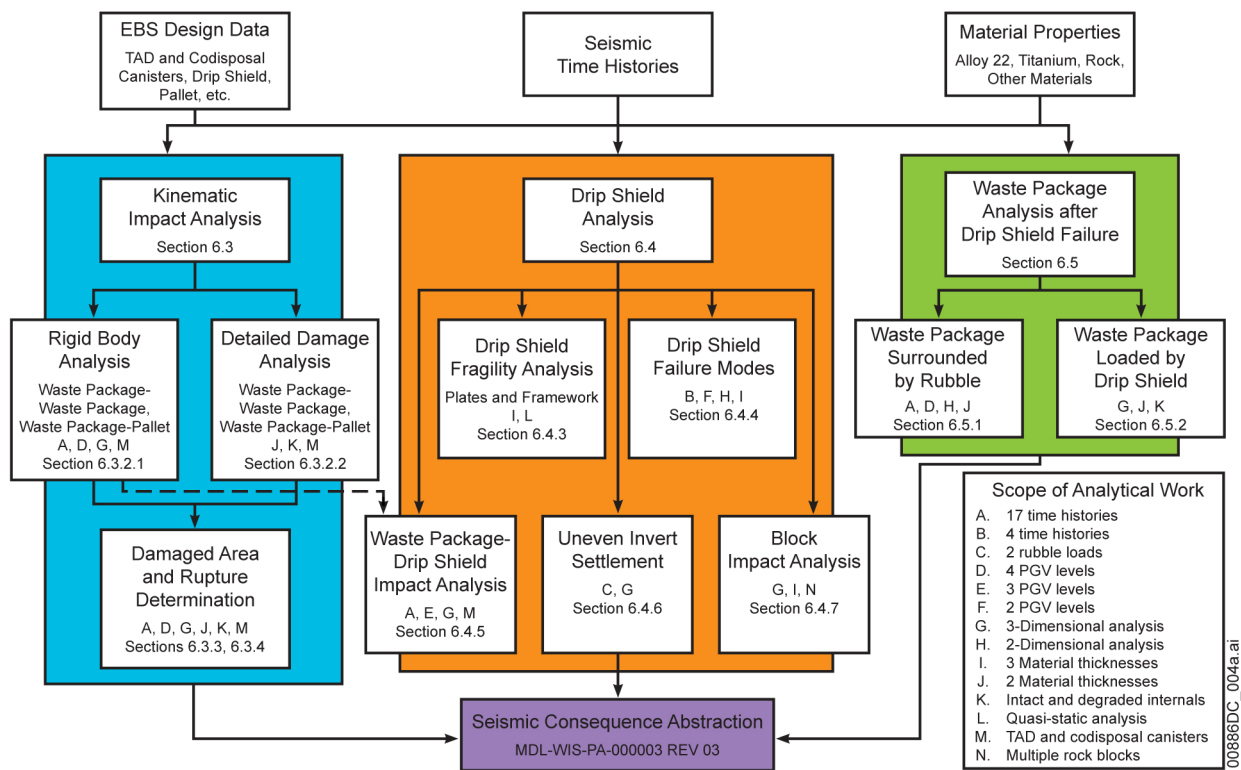 EBS Design Data
TAD and Codisposal
Canisters, Drip Shield,
Pallet, etc.
Seismic
Time Histories
Material Properties
Alloy 22, Titanium, Rock,
Other Materials
Kinematic
Impact Analysis
Section 6.3
Drip Shield
Analysis
Section 6.4
Waste Package
Analysis after
Drip Shield Failure
Section 6.5
Rigid Body
Analysis
Waste Package-
Waste Package,
Waste Package-Pallet
A, D, G, M
Section 6.3.2.1
Detailed Damage
Analysis
Waste Package-
Waste Package,
Waste Package-Pallet
J, K, M
Section 6.3.2.2
Drip Shield
Fragility Analysis
Plates and Framework
I, L
Section 6.4.3
Drip Shield
Failure Modes
B, F, H, I
Section 6.4.4
Waste Package
Surrounded
by Rubble
A, D, H, J
Section 6.5.1
Waste Package
Loaded by
Drip Shield
G, J, K
Section 6.5.2
Damaged Area
and Rupture
Determination
A, D, G, J, K, M
Sections 6.3.3, 6.3.4
Waste Package-
Drip Shield
Impact Analysis
A, E, G, M
Section 6.4.5
Uneven Invert
Settlement
C, G
Section 6.4.6
Block
Impact Analysis
G, I, N
Section 6.4.7
Scope of Analytical Work
A. 17 time histories
B. 4 time histories
C. 2 rubble loads
D. 4 PGV levels
E. 3 PGV levels
F. 2 PGV levels
G. 3-Dimensional analysis
H. 2-Dimensional analysis
I. 3 Material thicknesses
J. 2 Material thicknesses
K. Intact and degraded internals
L. Quasi-static analysis
M. TAD and codisposal canisters
N. Multiple rock blocks
Seismic Consequence Abstraction
MDL-WIS-PA-000003 REV 03
00886DC_004a.ai